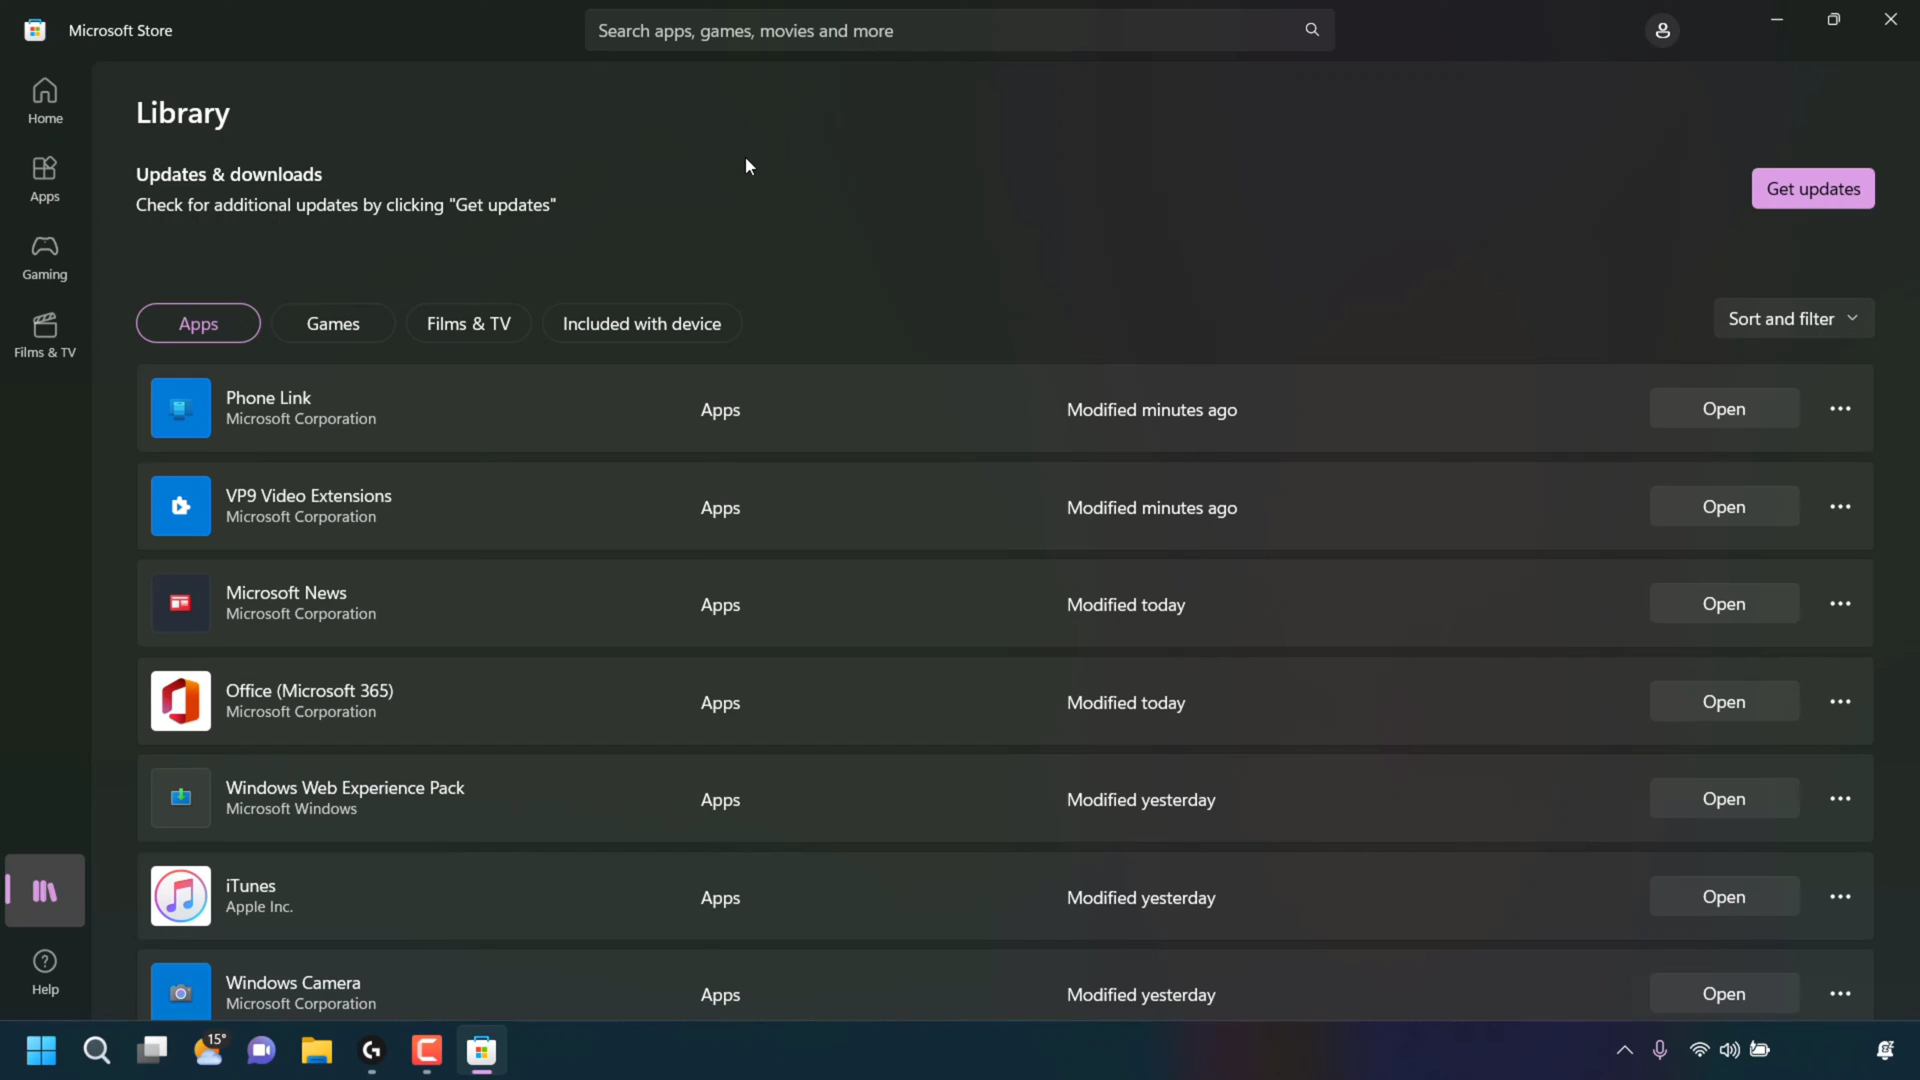 Microsoft Store
Search apps, games, movies and more
Home
Apps
Gaming
Films & TV
Help
Library
Updates & downloads
Check for additional updates by clicking "Get updates"
Get updates
Apps
Games
Films & TV
Included with device
Sort and filter
Phone Link
Microsoft Corporation
Apps
Modified minutes ago
Open
VP9 Video Extensions
Microsoft Corporation
Apps
Modified minutes ago
Open
Microsoft News
Microsoft Corporation
Apps
Modified today
Open
Office (Microsoft 365)
Microsoft Corporation
Apps
Modified today
Open
Windows Web Experience Pack
Microsoft Windows
Apps
Modified yesterday
Open
iTunes
Apple Inc.
Apps
Modified yesterday
Open
Windows Camera
Microsoft Corporation
Apps
Modified yesterday
Open
15°